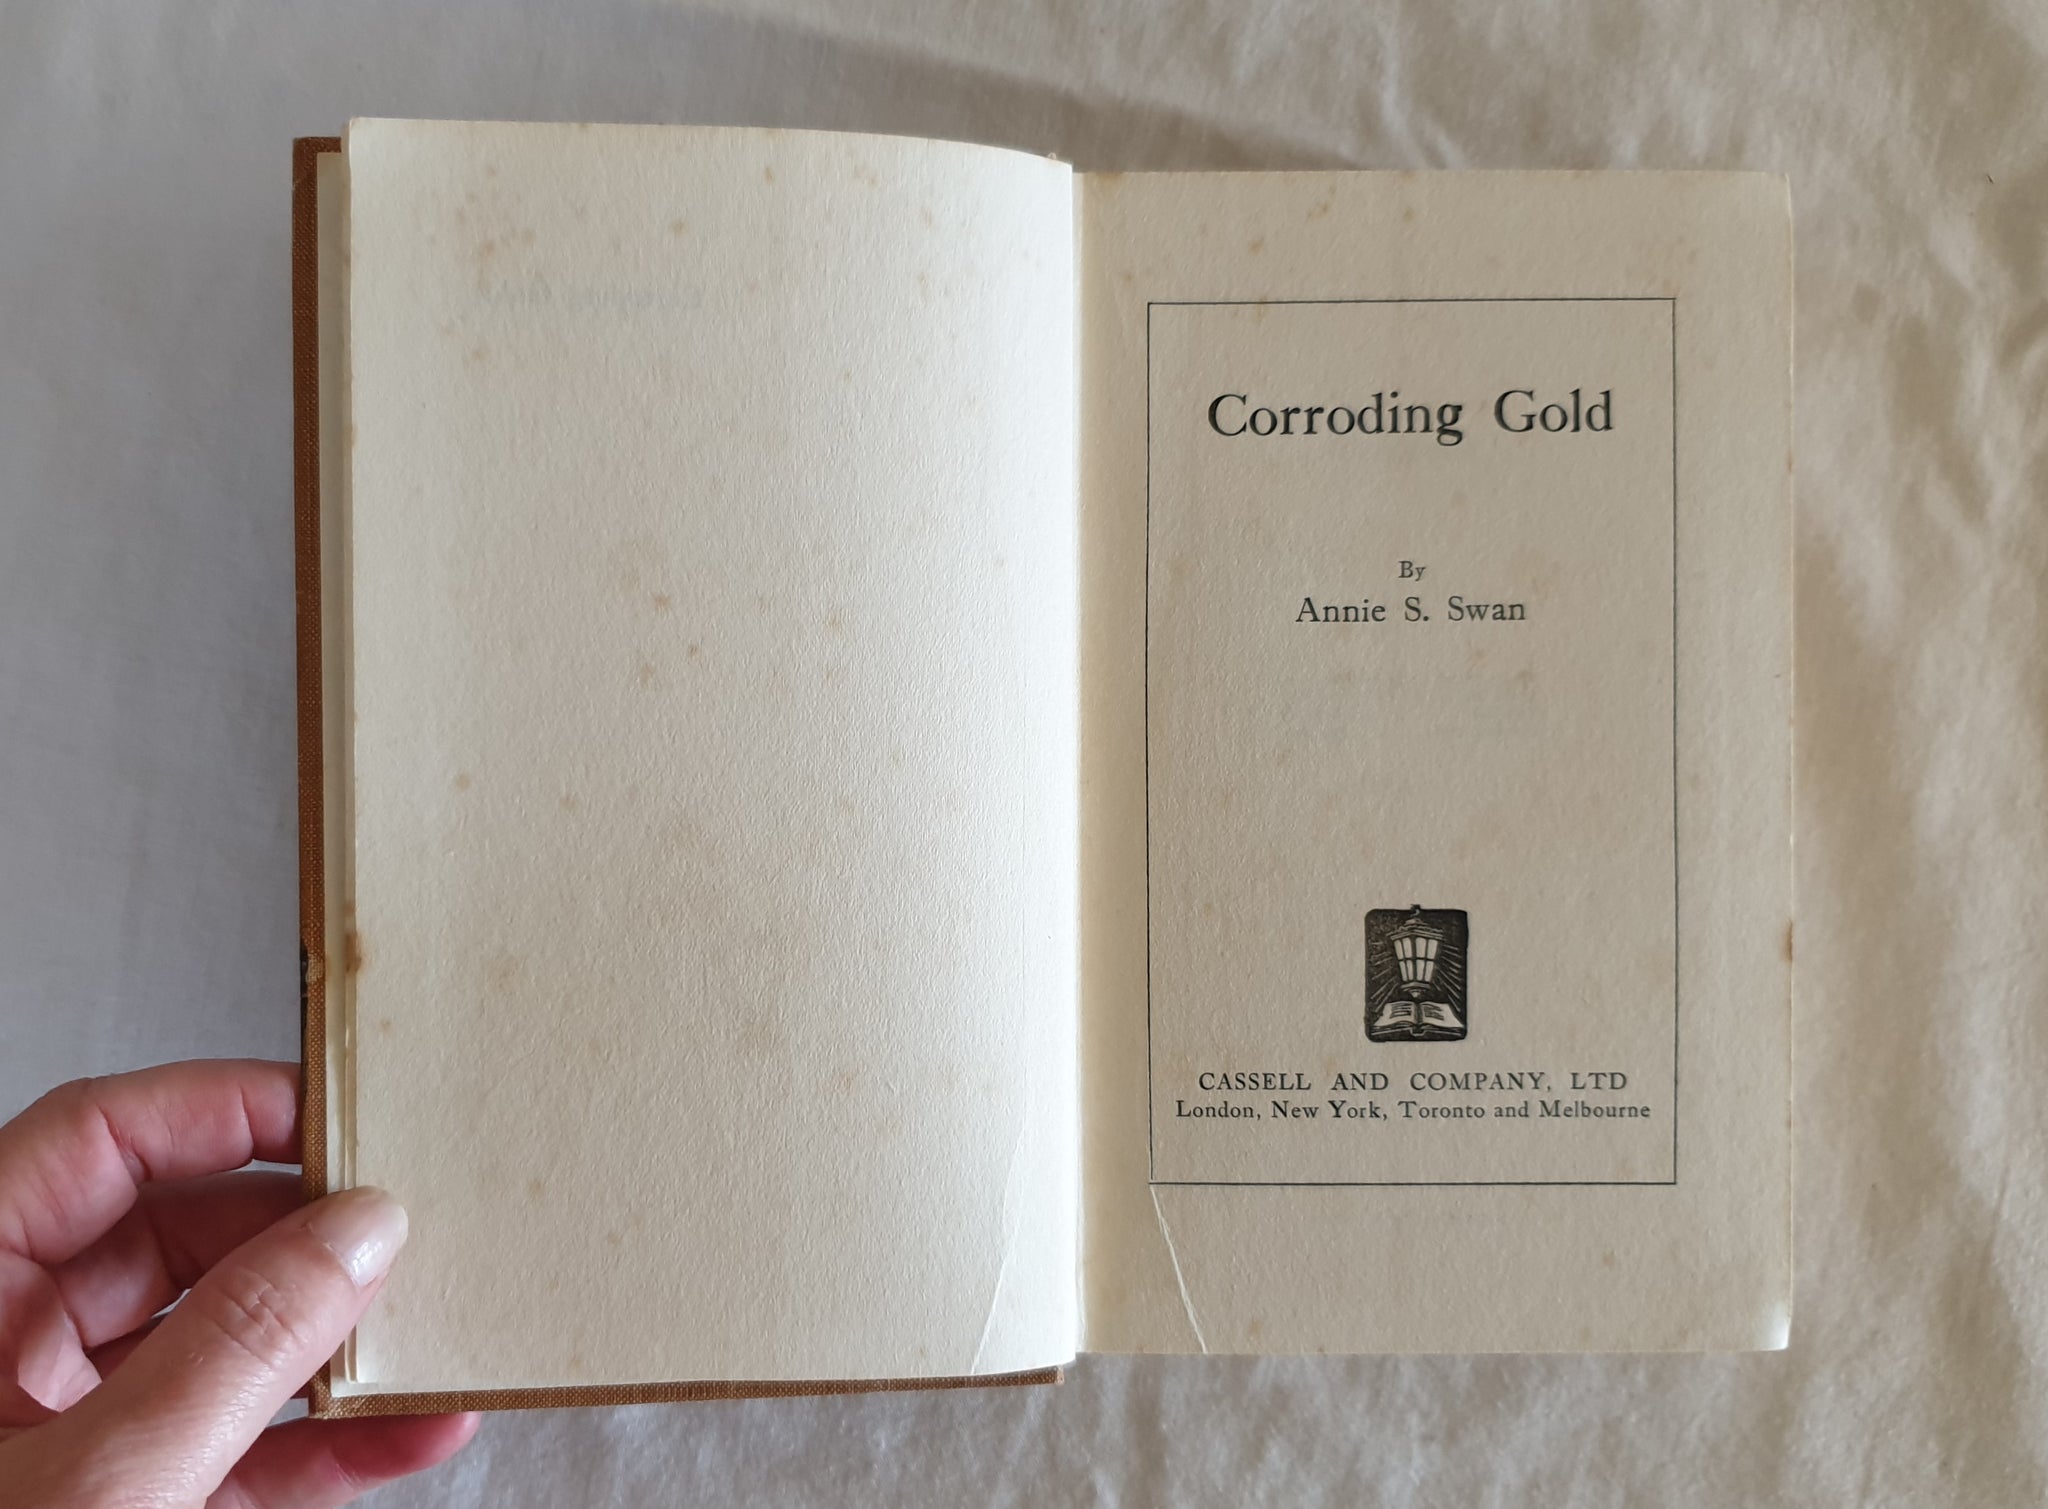 Corroding Gold
By
Annie S. Swan
CASSELL AND COMPANY, LTD
London, New York, Toronto and Melbourne